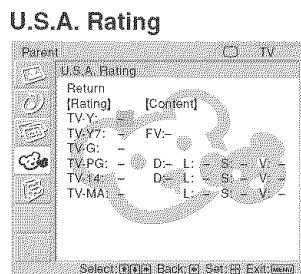 U.S.A. Rating
Parent TV
U.S.A. Rating
Return
[Rating] [Content]
TV-Y: –
TV-Y7: – FV:–
TV-G: –
TV-PG: – D:– L: – S: – V: –
TV-14: – D:– L: – S: – V: –
TV-MA: – L: – S: – V: –
Select: Back: Set: Exit: MENU